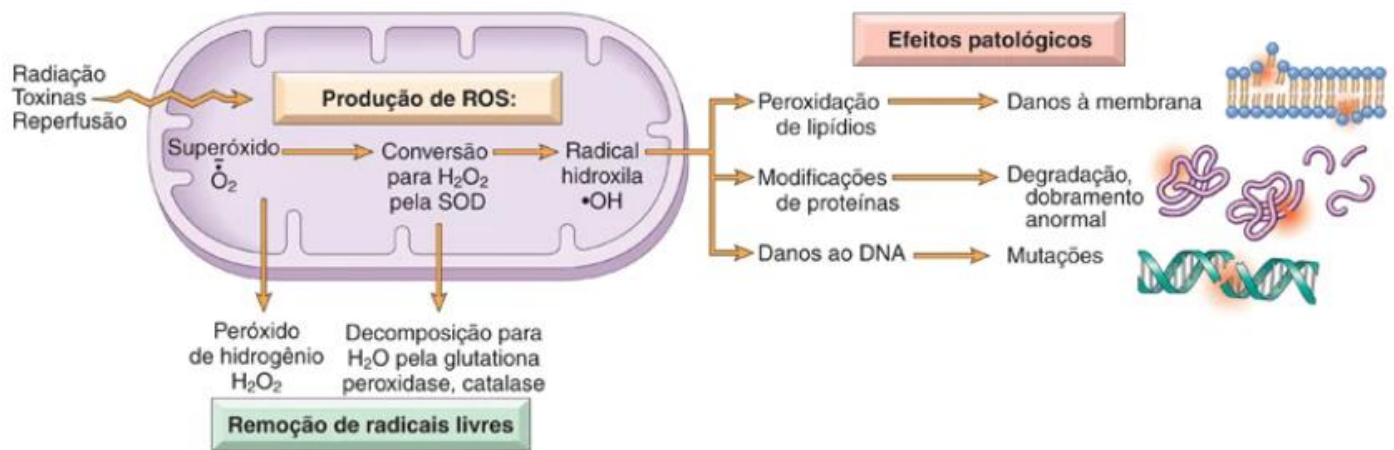 Efeitos patológicos
Radiação
Toxinas
Reperfusão
Produção de ROS:
Superóxido
Ō̇₂
Conversão
para H₂O₂
pela SOD
Radical
hidroxila
•OH
Peroxidação
de lipídios
Danos à membrana
Modificações
de proteínas
Degradação,
dobramento
anormal
Danos ao DNA
Mutações
Peróxido
de hidrogênio
H₂O₂
Decomposição para
H₂O pela glutationa
peroxidase, catalase
Remoção de radicais livres